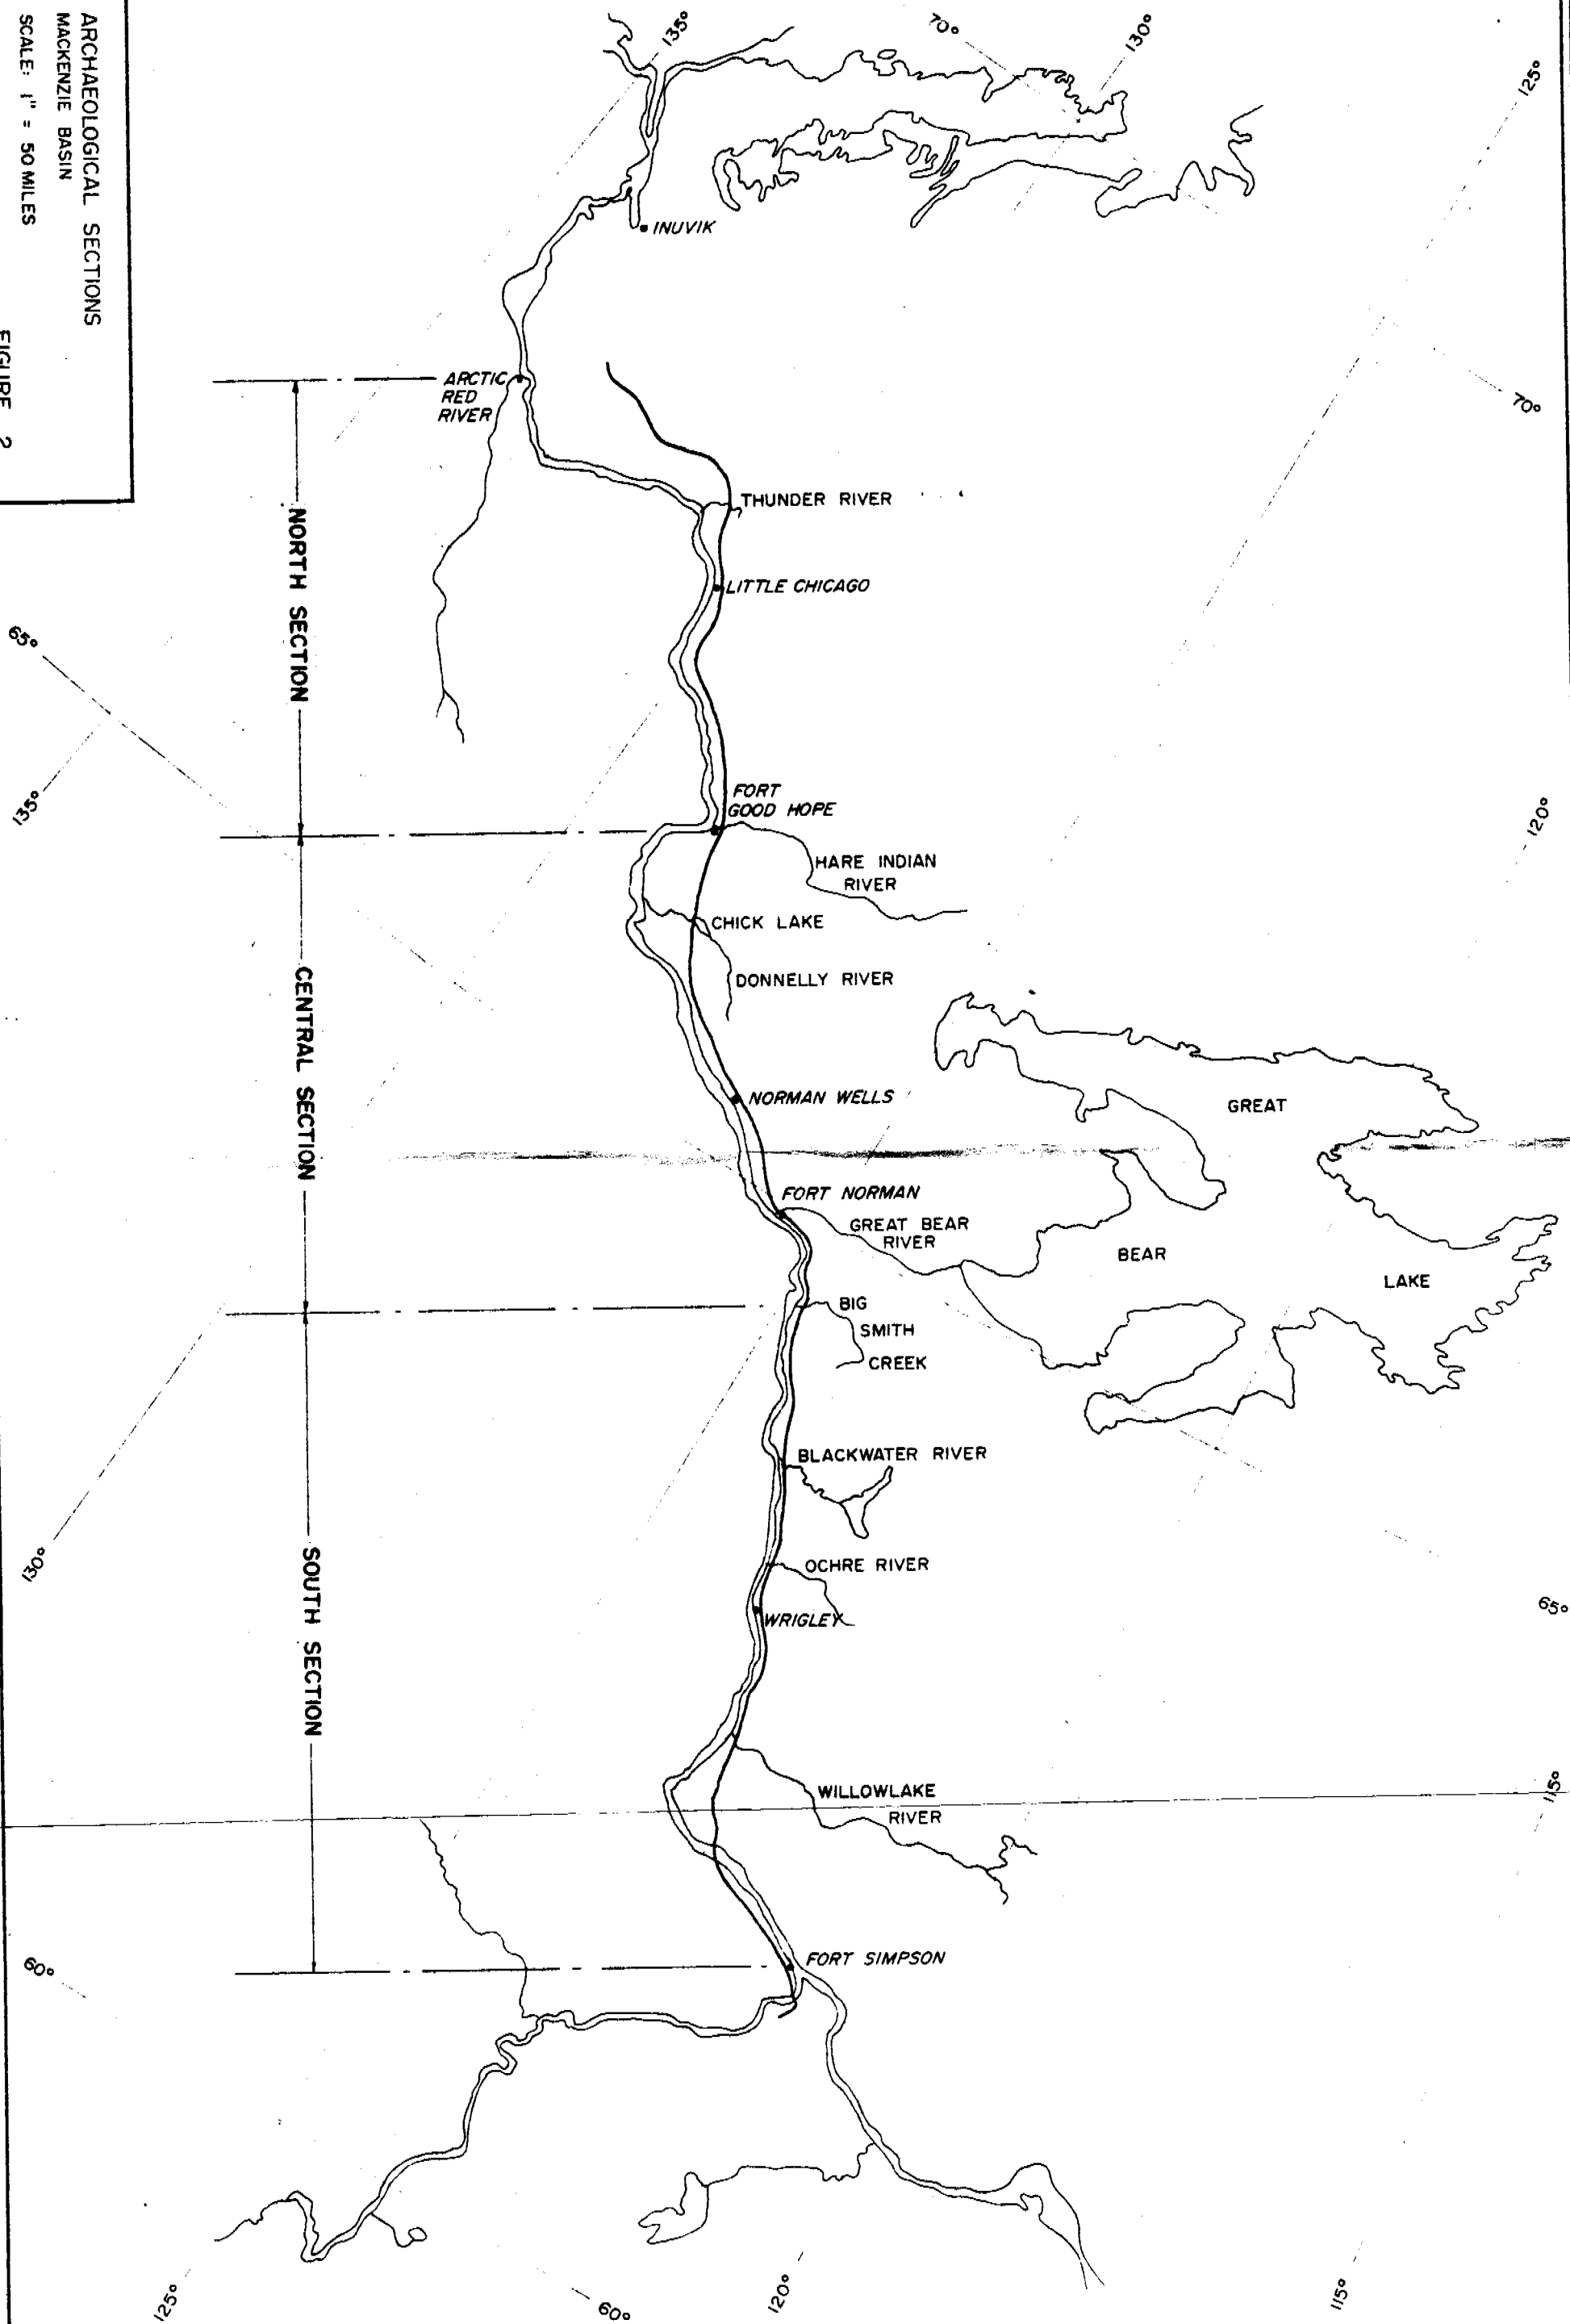 ARCHAEOLOGICAL SECTIONS
MACKENZIE BASIN
SCALE: 1" = 50 MILES
FIGURE 2
135°
70°
130°
125°
INUVIK
ARCTIC
RED
RIVER
70°
THUNDER RIVER
LITTLE CHICAGO
NORTH SECTION
65°
135°
FORT
GOOD HOPE
120°
HARE INDIAN
RIVER
CHICK LAKE
DONNELLY RIVER
CENTRAL SECTION
NORMAN WELLS
GREAT
FORT NORMAN
GREAT BEAR
RIVER
BEAR
LAKE
BIG
SMITH
CREEK
BLACKWATER RIVER
130°
OCHRE RIVER
WRIGLEY
65°
SOUTH SECTION
WILLOWLAKE
RIVER
115°
60°
FORT SIMPSON
125°
60°
120°
115°